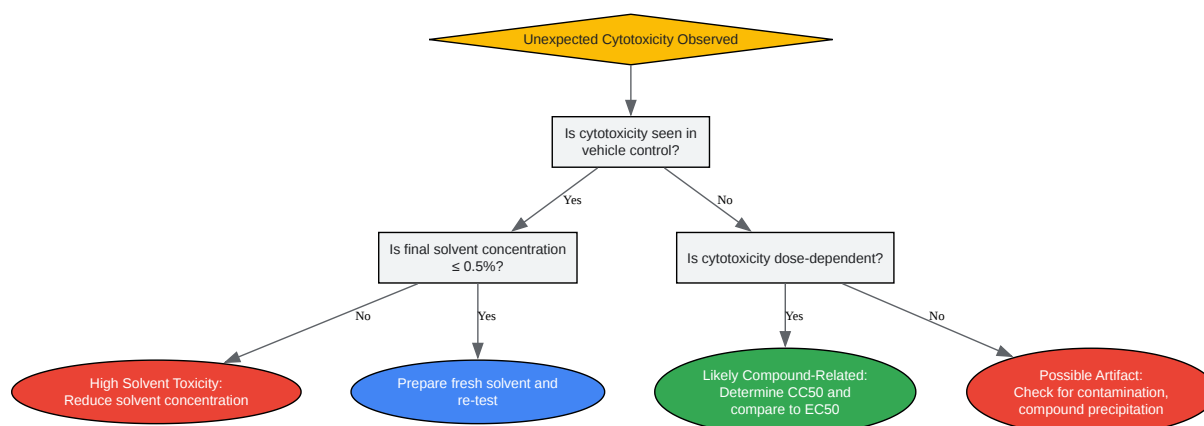 Unexpected Cytotoxicity Observed
Is cytotoxicity seen in
vehicle control?
Yes
No
Is final solvent concentration
≤ 0.5%?
Is cytotoxicity dose-dependent?
No
Yes
Yes
No
High Solvent Toxicity:
Reduce solvent concentration
Prepare fresh solvent and
re-test
Likely Compound-Related:
Determine CC50 and
compare to EC50
Possible Artifact:
Check for contamination,
compound precipitation